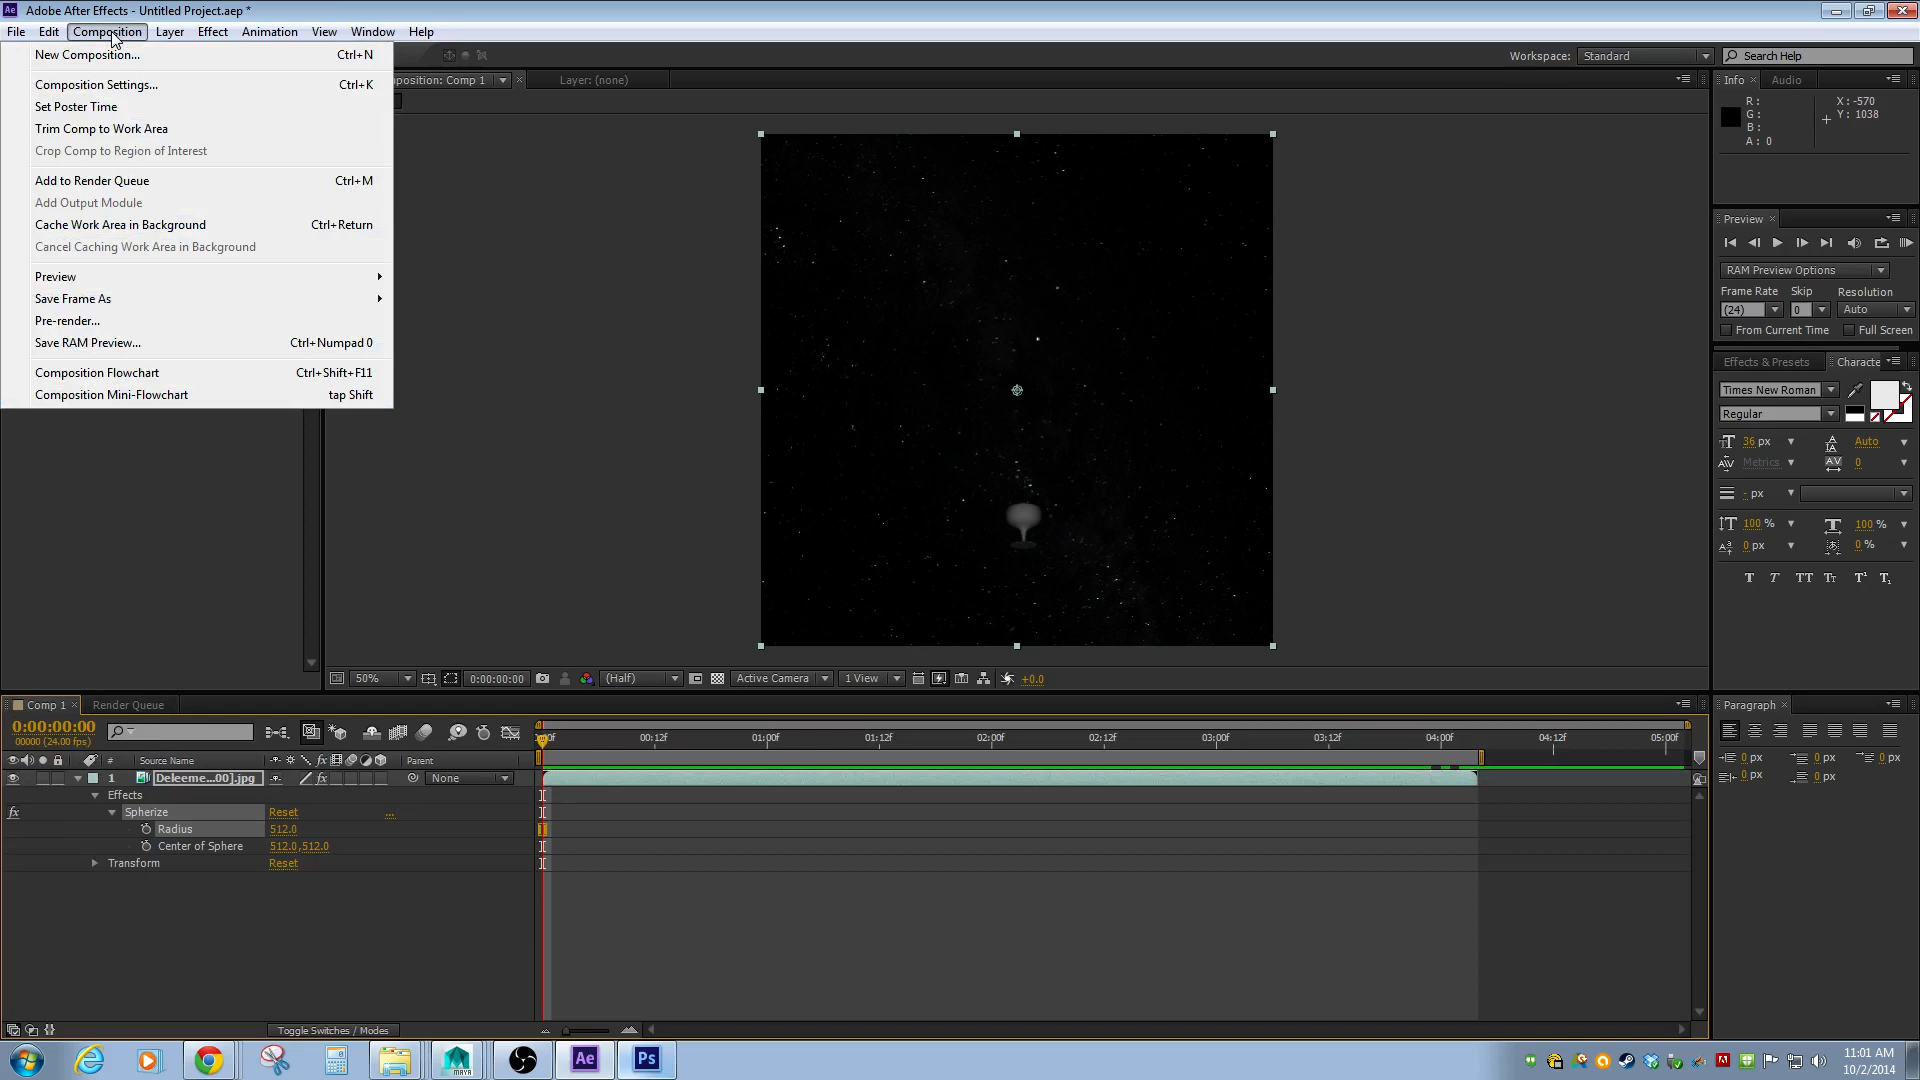 Adobe After Effects - Untitled Project.aep *
File Edit Composition Layer Effect Animation View Window Help
New Composition... Ctrl+N
Composition Settings... Ctrl+K
Set Poster Time
Trim Comp to Work Area
Crop Comp to Region of Interest
Add to Render Queue Ctrl+M
Add Output Module
Cache Work Area in Background Ctrl+Return
Cancel Caching Work Area in Background
Preview
Save Frame As
Pre-render...
Save RAM Preview... Ctrl+Numpad 0
Composition Flowchart Ctrl+Shift+F11
Composition Mini-Flowchart tap Shift
Workspace: Standard Search Help
position: Comp 1 Layer: (none)
Info Audio
R: X: -570
G: Y: 1038
B:
A: 0
Preview
RAM Preview Options
Frame Rate Skip Resolution
(24) 0 Auto
From Current Time Full Screen
Effects & Presets Characte
Times New Roman
Regular
36 px Auto
Metrics 0
- px
100 % 100 %
0 px 0 %
T T TT Tr T¹ T₁
50% 0:00:00:00 (Half) Active Camera 1 View +0.0
Comp 1 Render Queue
0:00:00:00
00000 (24.00 fps)
00f 00:12f 01:00f 01:12f 02:00f 02:12f 03:00f 03:12f 04:00f 04:12f 05:00f
# Source Name Parent
1 Deleeme...00].jpg None
Effects
fx Spherize Reset ...
Radius 512.0
Center of Sphere 512.0,512.0
Transform Reset
Toggle Switches / Modes
Paragraph
0 px 0 px 0 px
0 px 0 px
MAYA Ae Ps
11:01 AM
10/2/2014